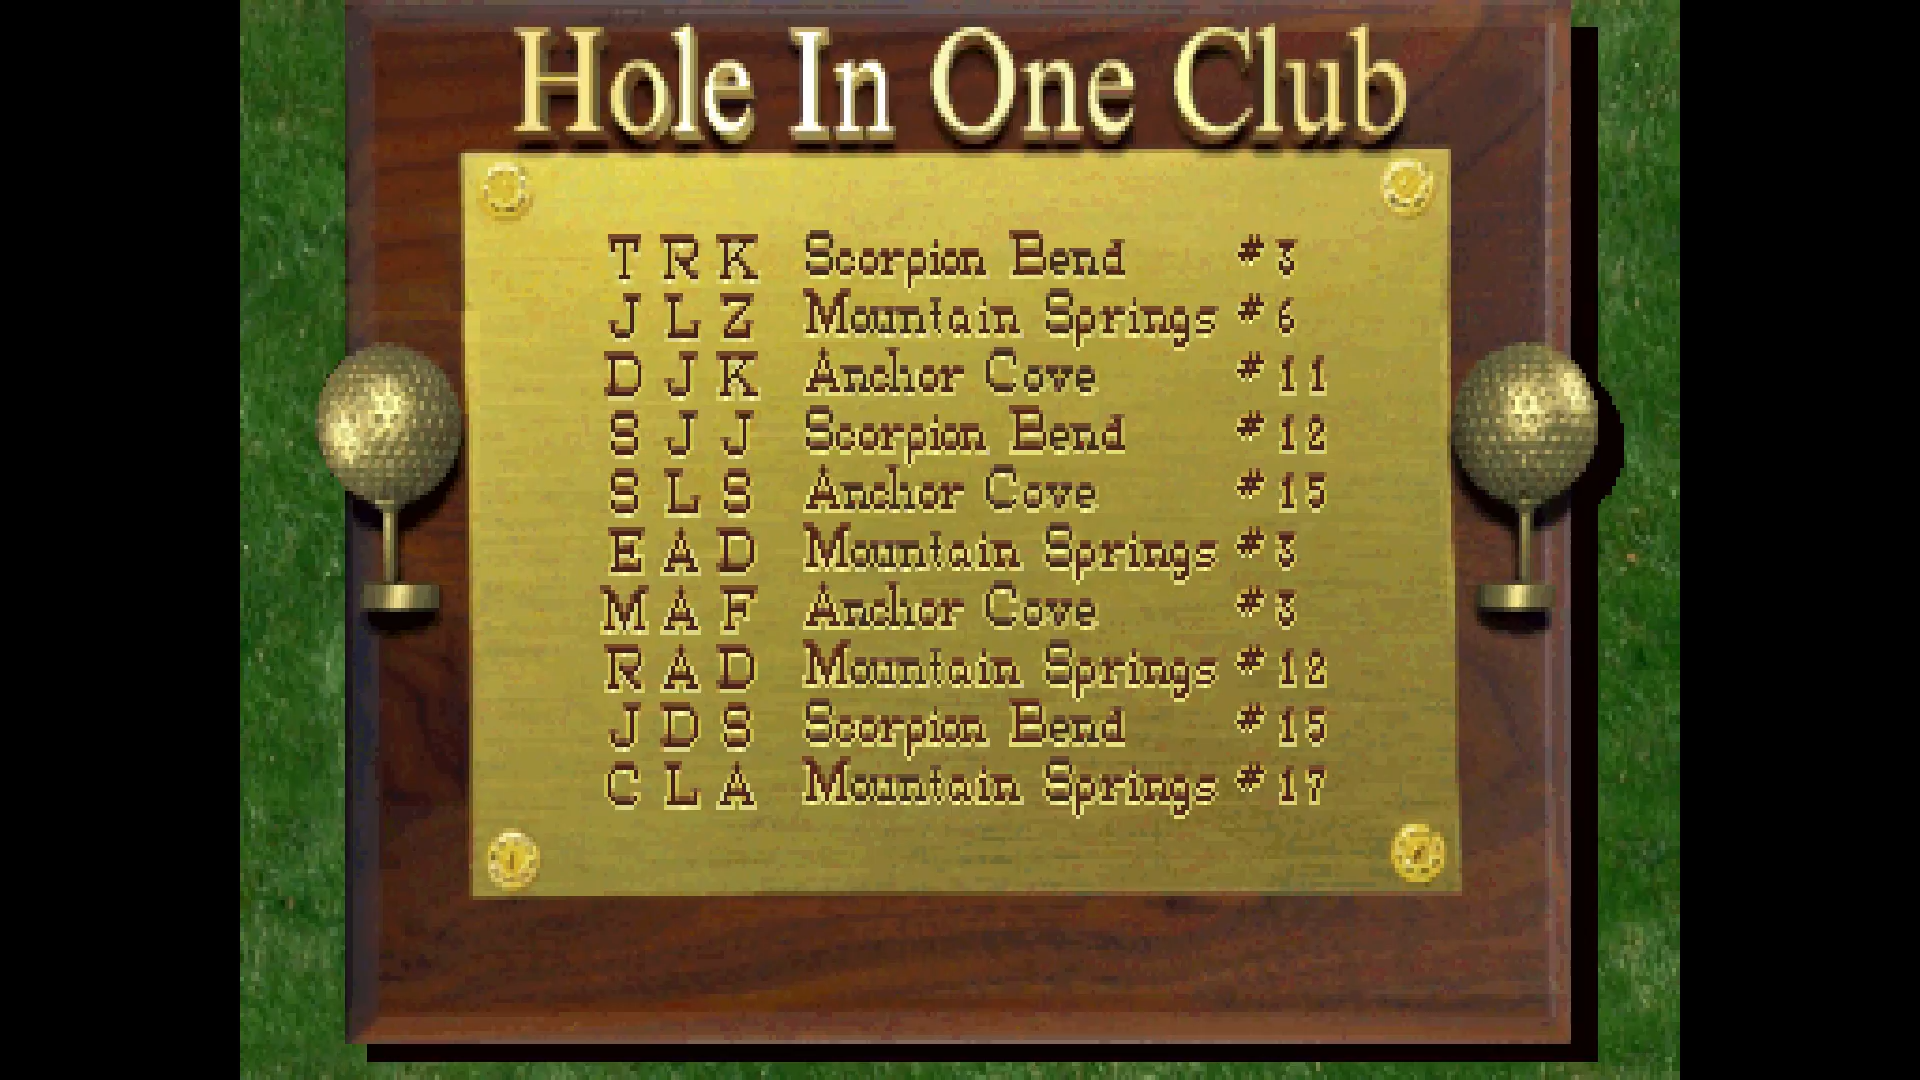 Hole In One Club
T R K Scorpion Bend #3
J L Z Mountain Springs #6
D J K Anchor Cove #11
S J J Scorpion Bend #12
S L S Anchor Cove #15
E A D Mountain Springs #3
M A F Anchor Cove #3
R A D Mountain Springs #12
J D S Scorpion Bend #15
C L A Mountain Springs #17